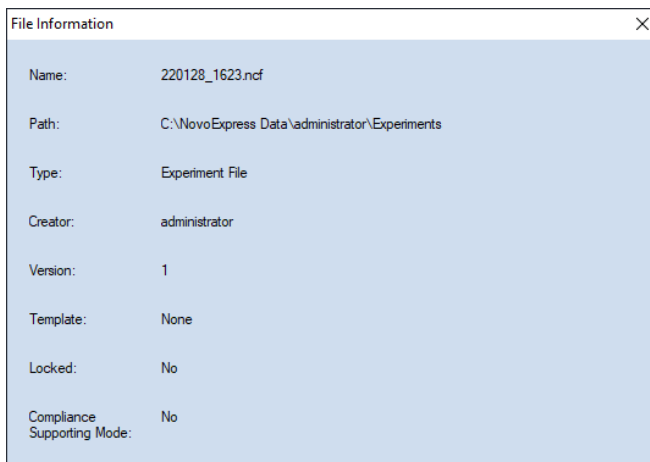 File Information
Name: 220128_1623.ncf
Path: C:\NovoExpress Data\administrator\Experiments
Type: Experiment File
Creator: administrator
Version: 1
Template: None
Locked: No
Compliance No
Supporting Mode: